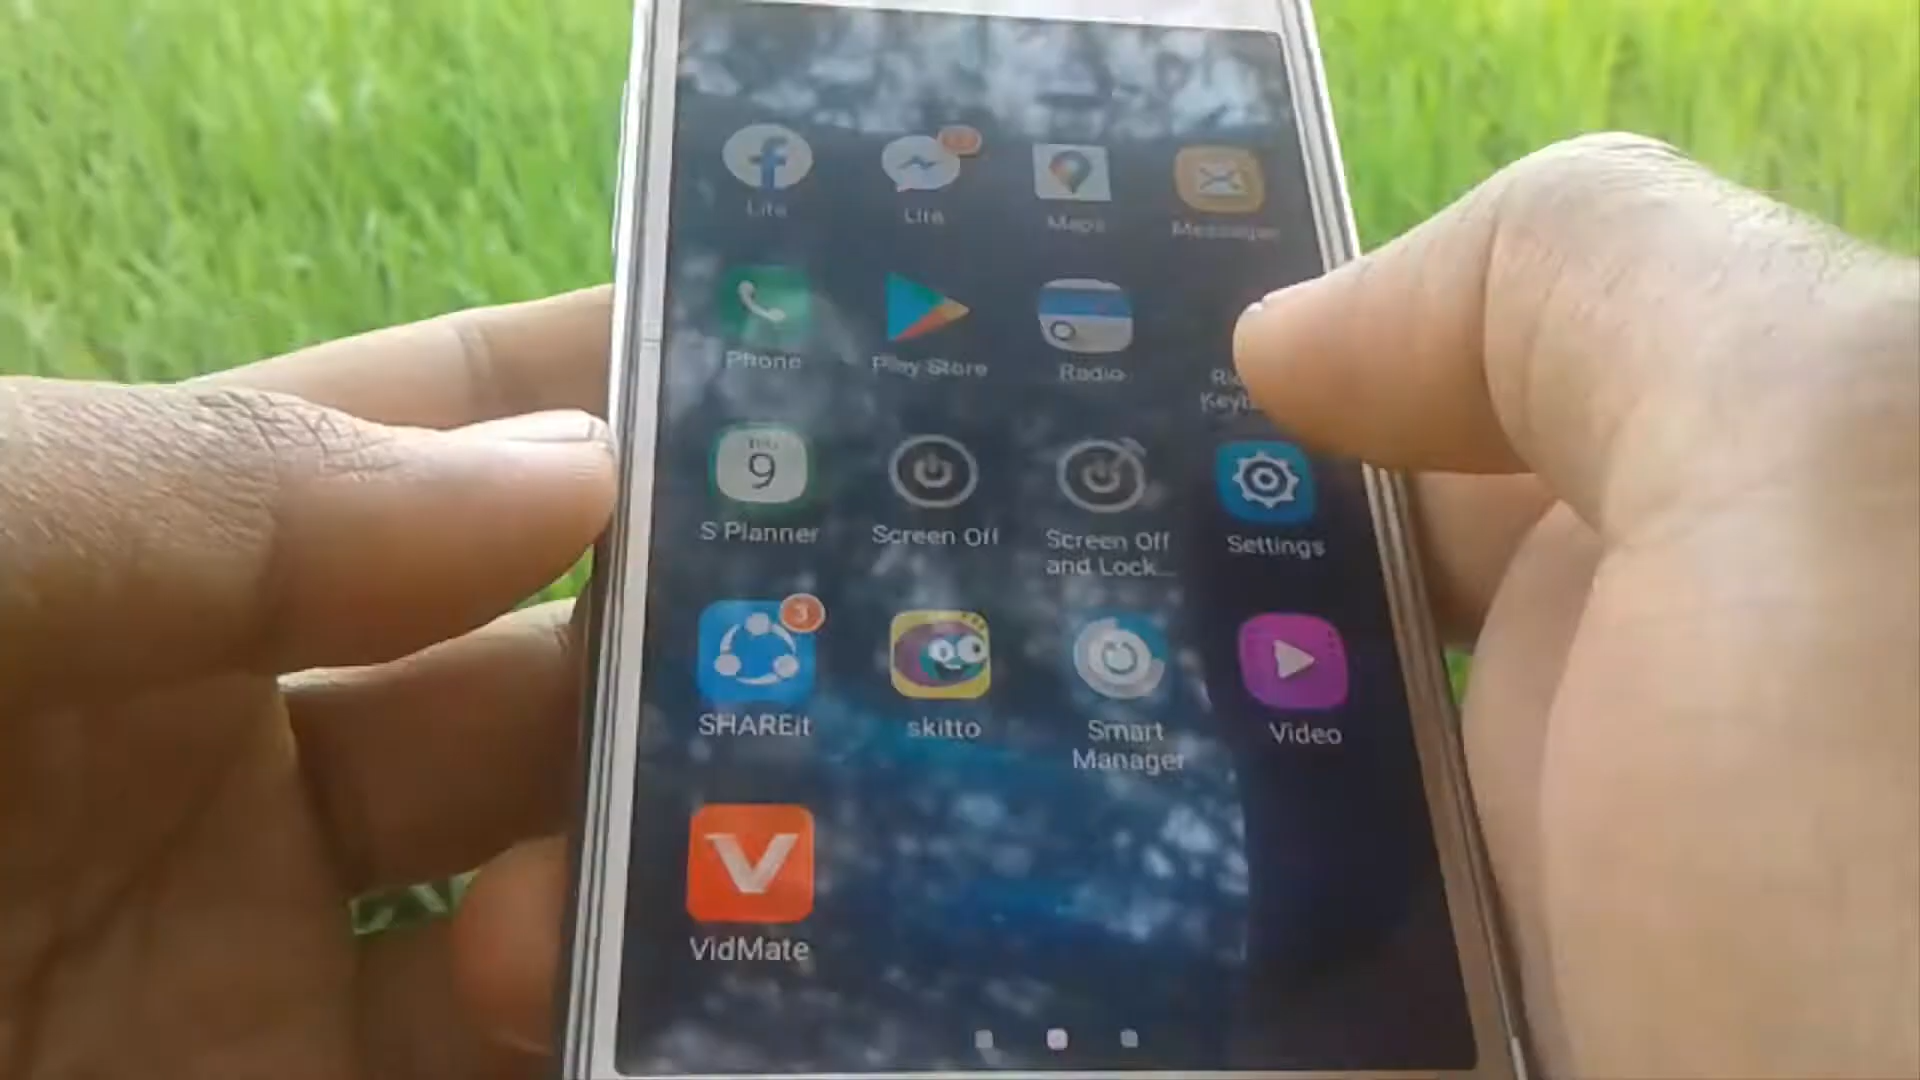 Lite
Lite
Maps
Messages
Phone
Play Store
Radio
9
S Planner
Screen Off
Screen Off
and Lock...
Settings
3
SHAREit
skitto
Smart
Manager
Video
VidMate